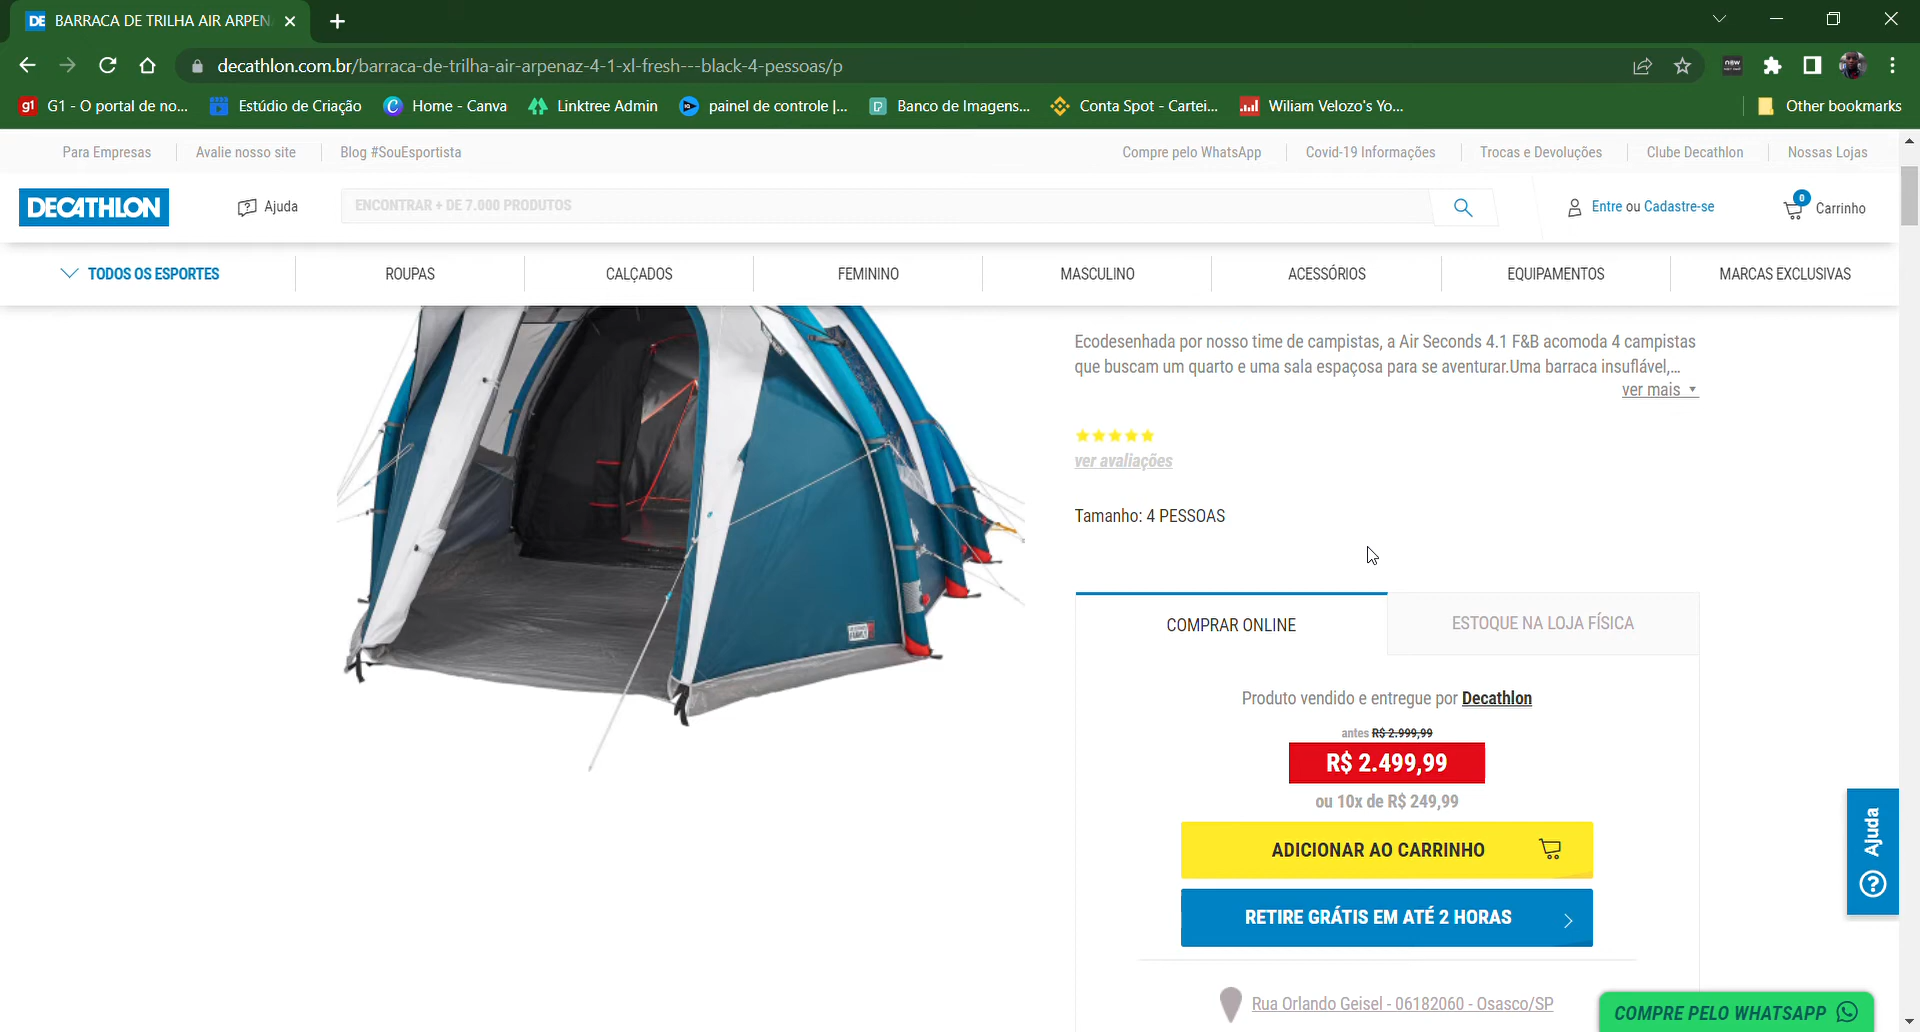 DE BARRACA DE TRILHA AIR ARPEN
decathlon.com.br/barraca-de-trilha-air-arpenaz-4-1-xl-fresh---black-4-pessoas/p
G1 - O portal de no... Estúdio de Criação Home - Canva Linktree Admin painel de controle |... Banco de Imagens... Conta Spot - Cartei... Wiliam Velozo's Yo... Other bookmarks
Para Empresas Avalie nosso site Blog #SouEsportista Compre pelo WhatsApp Covid-19 Informações Trocas e Devoluções Clube Decathlon Nossas Lojas
DECATHLON Ajuda ENCONTRAR + DE 7.000 PRODUTOS Entre ou Cadastre-se 0 Carrinho
TODOS OS ESPORTES ROUPAS CALÇADOS FEMININO MASCULINO ACESSÓRIOS EQUIPAMENTOS MARCAS EXCLUSIVAS
Ecodesenhada por nosso time de campistas, a Air Seconds 4.1 F&B acomoda 4 campistas
que buscam um quarto e uma sala espaçosa para se aventurar.Uma barraca insuflável,...
ver mais
ver avaliações
Tamanho: 4 PESSOAS
COMPRAR ONLINE ESTOQUE NA LOJA FÍSICA
Produto vendido e entregue por Decathlon
antes R$ 2.999,99
R$ 2.499,99
ou 10x de R$ 249,99
ADICIONAR AO CARRINHO
RETIRE GRÁTIS EM ATÉ 2 HORAS
Rua Orlando Geisel - 06182060 - Osasco/SP
Ajuda
COMPRE PELO WHATSAPP